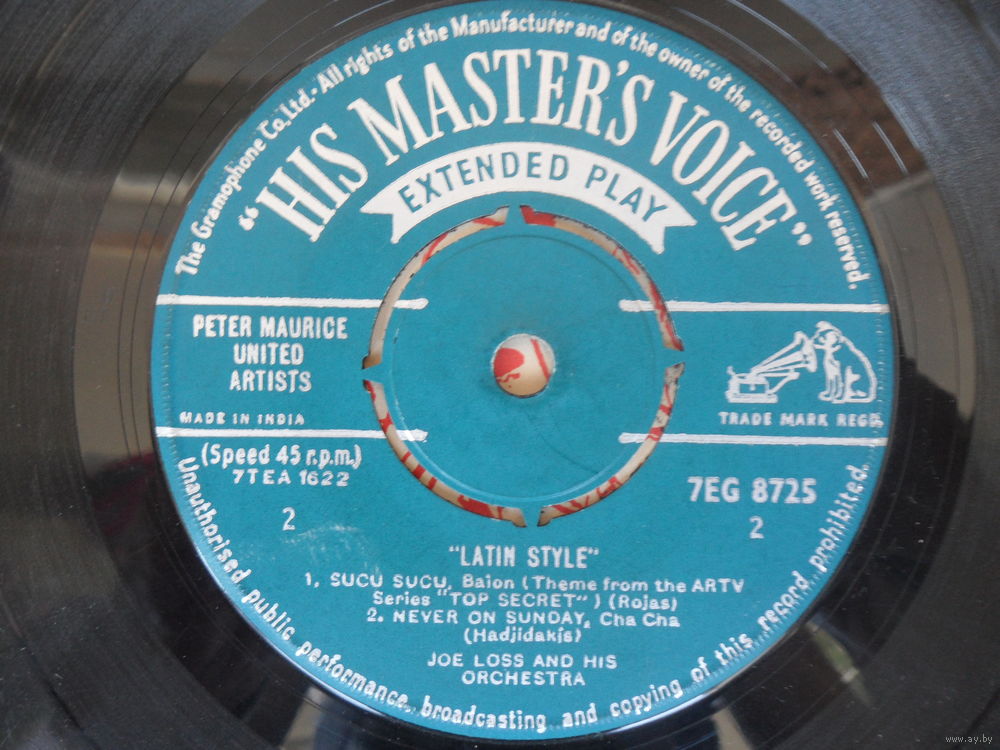 The Gramophone Co. Ltd. - All rights of the Manufacturer and of the owner of the recorded work reserved.
"HIS MASTER'S VOICE"
EXTENDED PLAY
PETER MAURICE
UNITED
ARTISTS
MADE IN INDIA
TRADE MARK REGD.
(Speed 45 r.p.m.)
7TEA 1622
2
7EG 8725
2
"LATIN STYLE"
1. SUCU SUCU, Baion (Theme from the ARTV
Series "TOP SECRET") (Rojas)
2. NEVER ON SUNDAY, Cha Cha
(Hadjidakis)
JOE LOSS AND HIS
ORCHESTRA
Unauthorised public performance, broadcasting and copying of this record prohibited.
www.ay.by